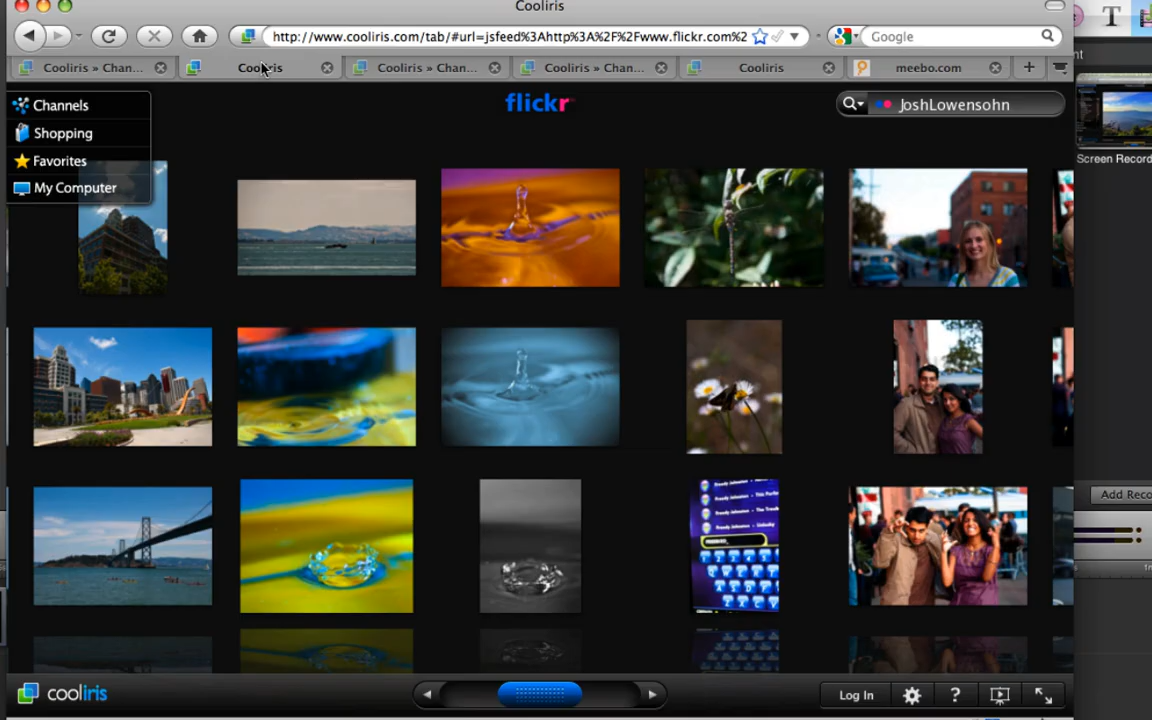 Cooliris
http://www.cooliris.com/tab/#url=jsfeed%3Ahttp%3A%2F%2Fwww.flickr.com%2
Google
Cooliris » Chan...
Cooliris
Cooliris » Chan...
Cooliris » Chan...
Cooliris
meebo.com
Channels
Shopping
Favorites
My Computer
flickr
JoshLowensohn
T
nt
Screen Record
Add Reco
cooliris
Log In
?